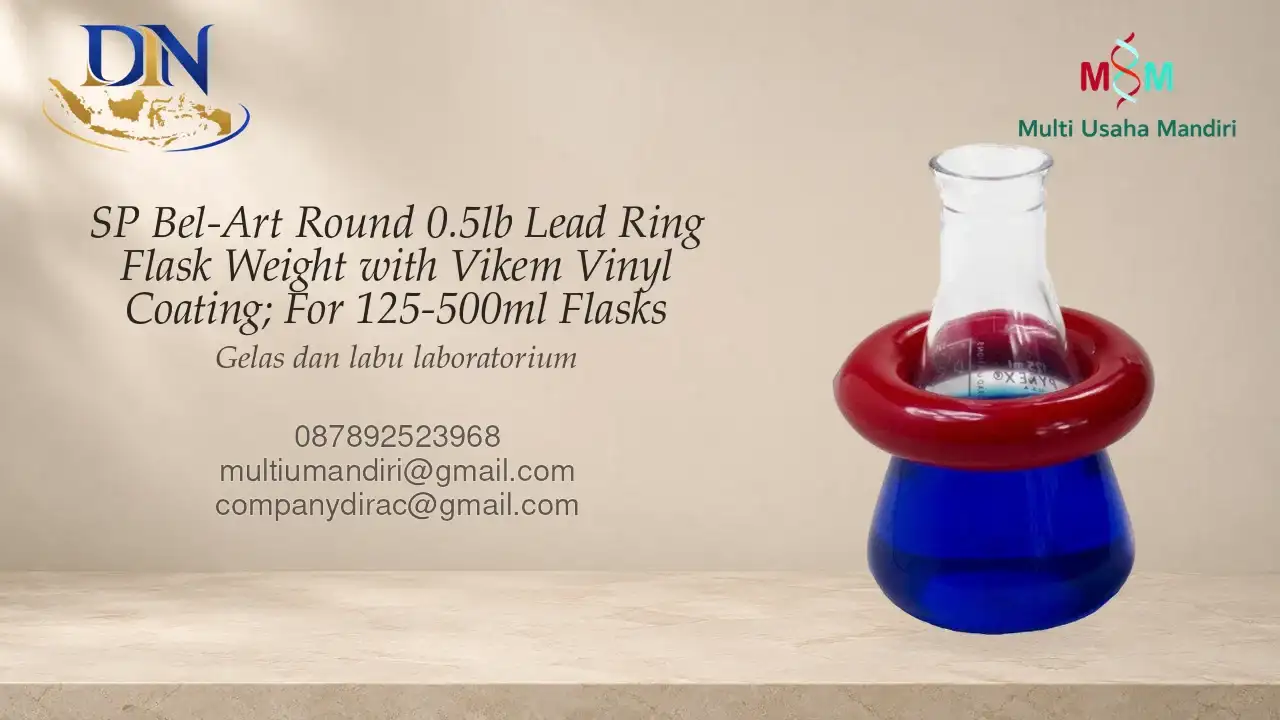 DIN
MSM
Multi Usaha Mandiri
SP Bel-Art Round 0.5lb Lead Ring
Flask Weight with Vikem Vinyl
Coating; For 125-500ml Flasks
Gelas dan labu laboratorium
087892523968
multiumandiri@gmail.com
companydirac@gmail.com